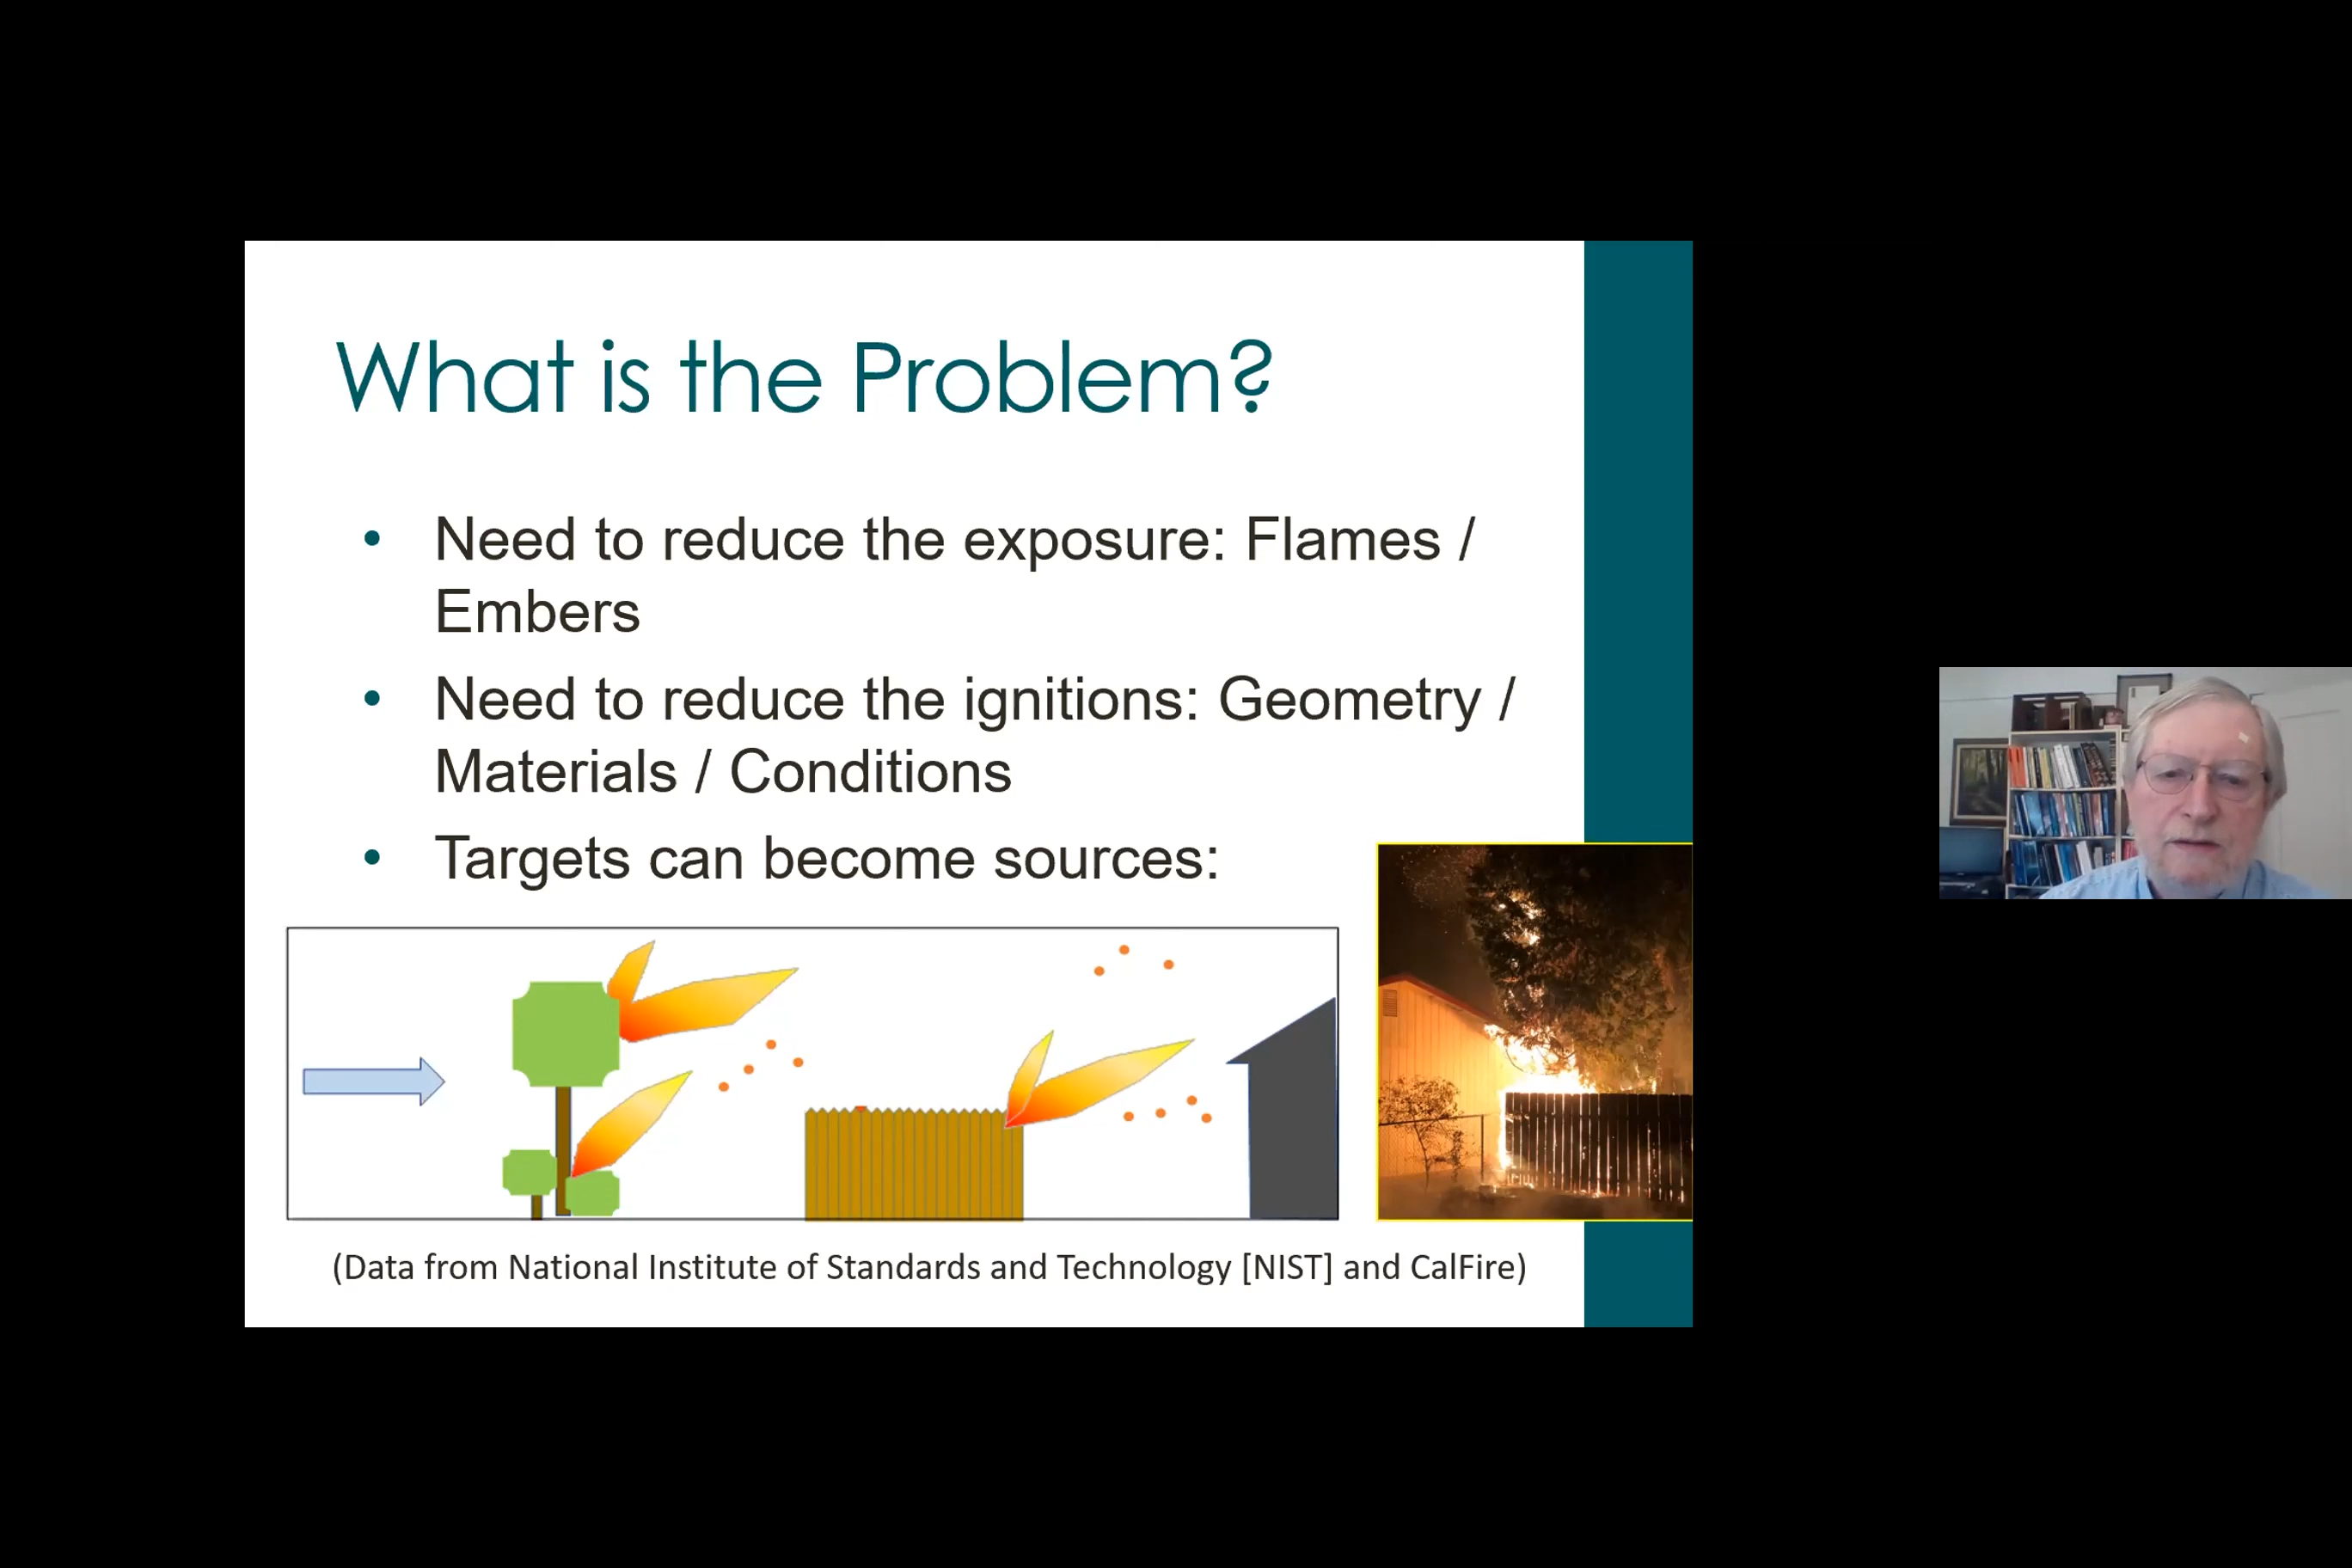 What is the Problem?
• Need to reduce the exposure: Flames /
Embers
• Need to reduce the ignitions: Geometry /
Materials / Conditions
• Targets can become sources:
(Data from National Institute of Standards and Technology [NIST] and CalFire)